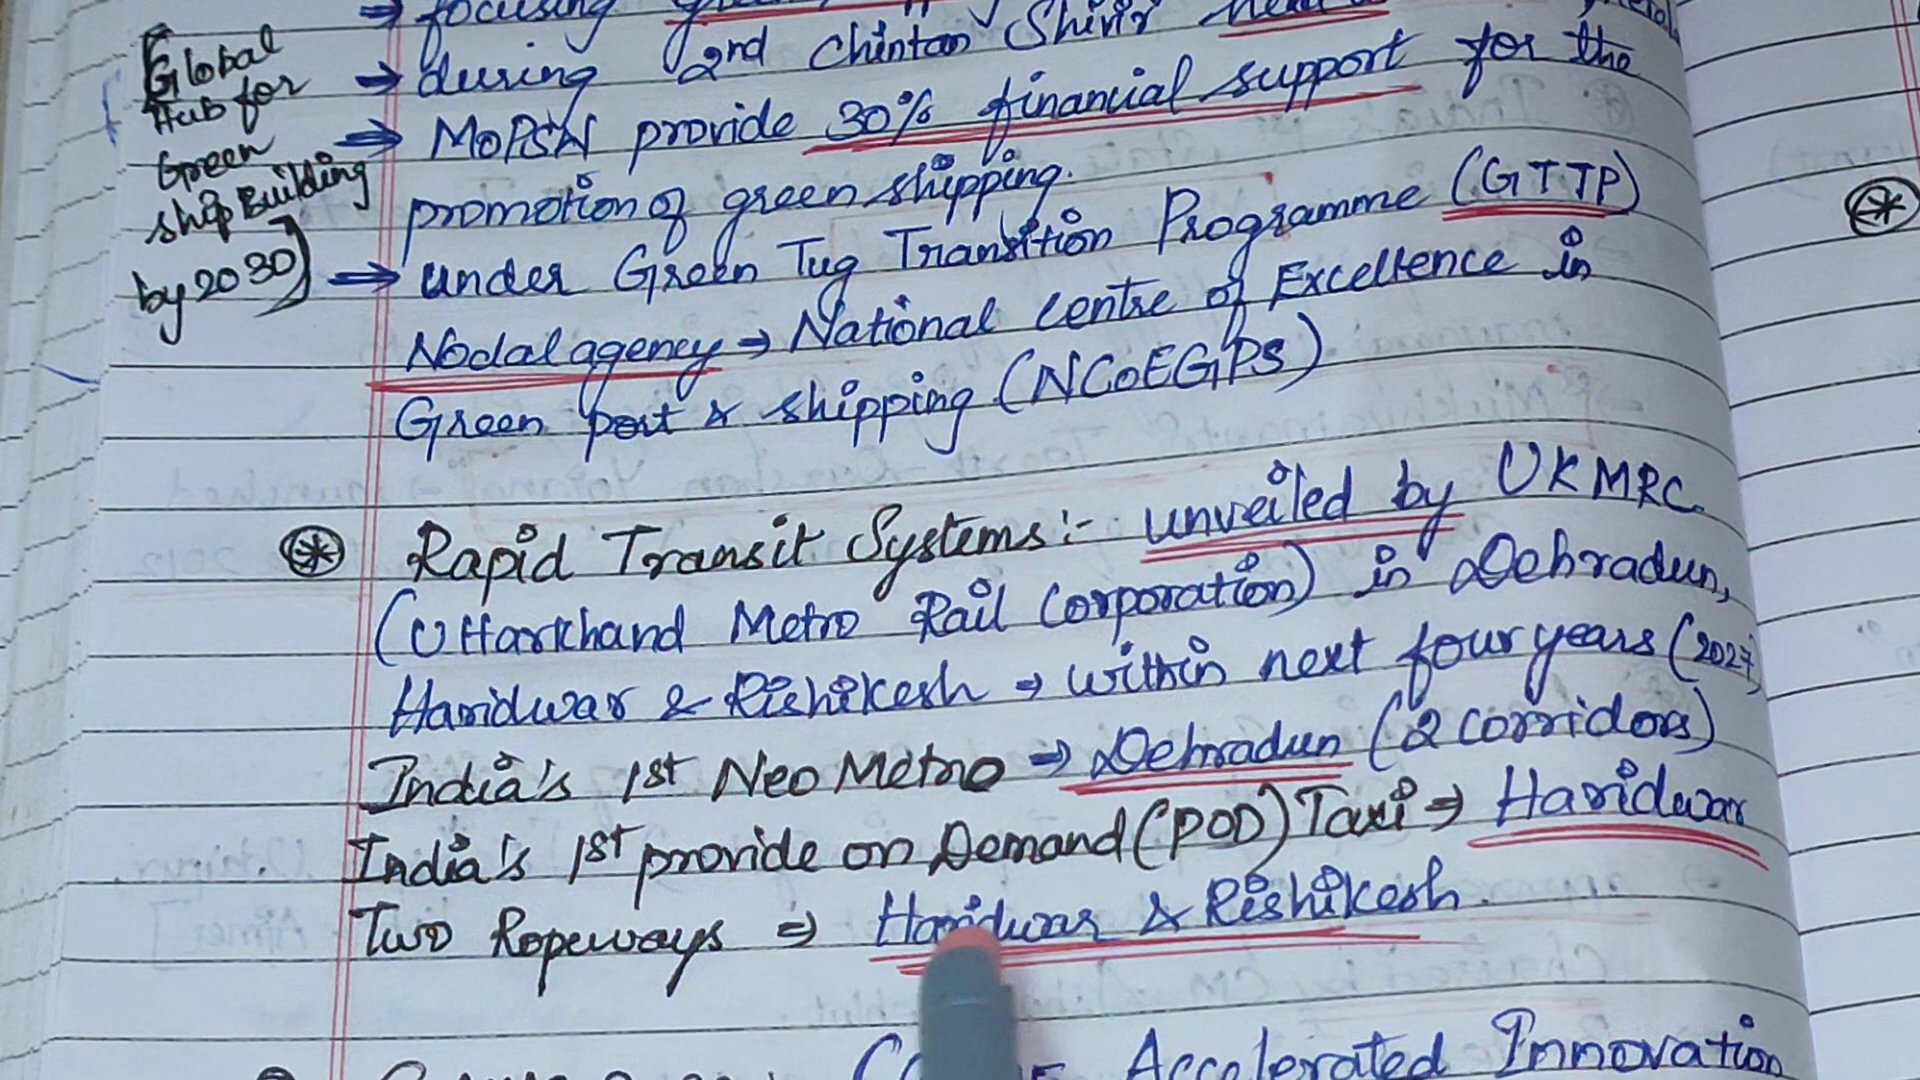 → focusing
Global
Hub for
Green
ship Building
by 2030]
→ during 2nd Chintan Shivir
⇒ MoPSW provide 30% financial support for the
promotion of green shipping.
→ under Green Tug Transition Programme (GTTP)
Nodal agency → National centre of Excellence in
Green port & shipping (NCoEGPS)
Rapid Transit Systems:- unveiled by UKMRC
(Uttarkhand Metro Rail Corporation) in Dehradun,
Haridwar & Rishikesh → within next four years (2027)
India's 1st Neo Metro → Dehradun (2 corridors)
India's 1st provide on Demand (POD) Taxi → Haridwar
Two Ropeways ⇒ Haridwar & Rishikesh.
Accelerated Innovation